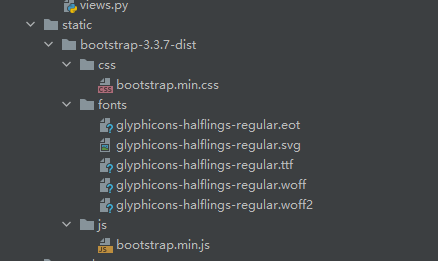 views.py
static
bootstrap-3.3.7-dist
css
bootstrap.min.css
fonts
glyphicons-halflings-regular.eot
glyphicons-halflings-regular.svg
glyphicons-halflings-regular.ttf
glyphicons-halflings-regular.woff
glyphicons-halflings-regular.woff2
js
bootstrap.min.js